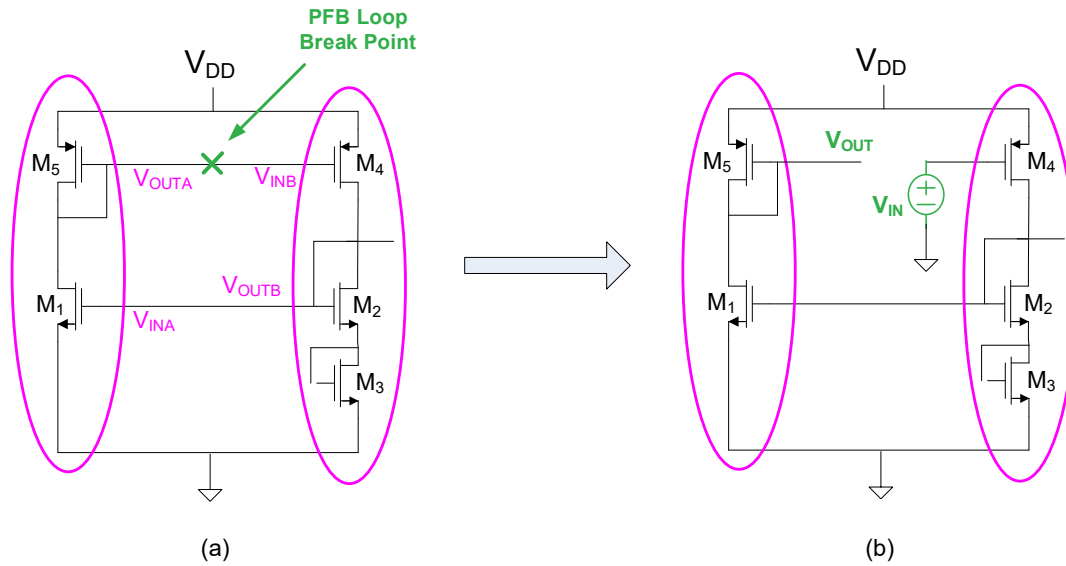 PFB Loop
Break Point
VDD
M5
M4
VOUTA
VINB
M1
VINA
VOUTB
M2
M3
(a)
VDD
M5
VOUT
VIN
M4
M1
M2
M3
(b)